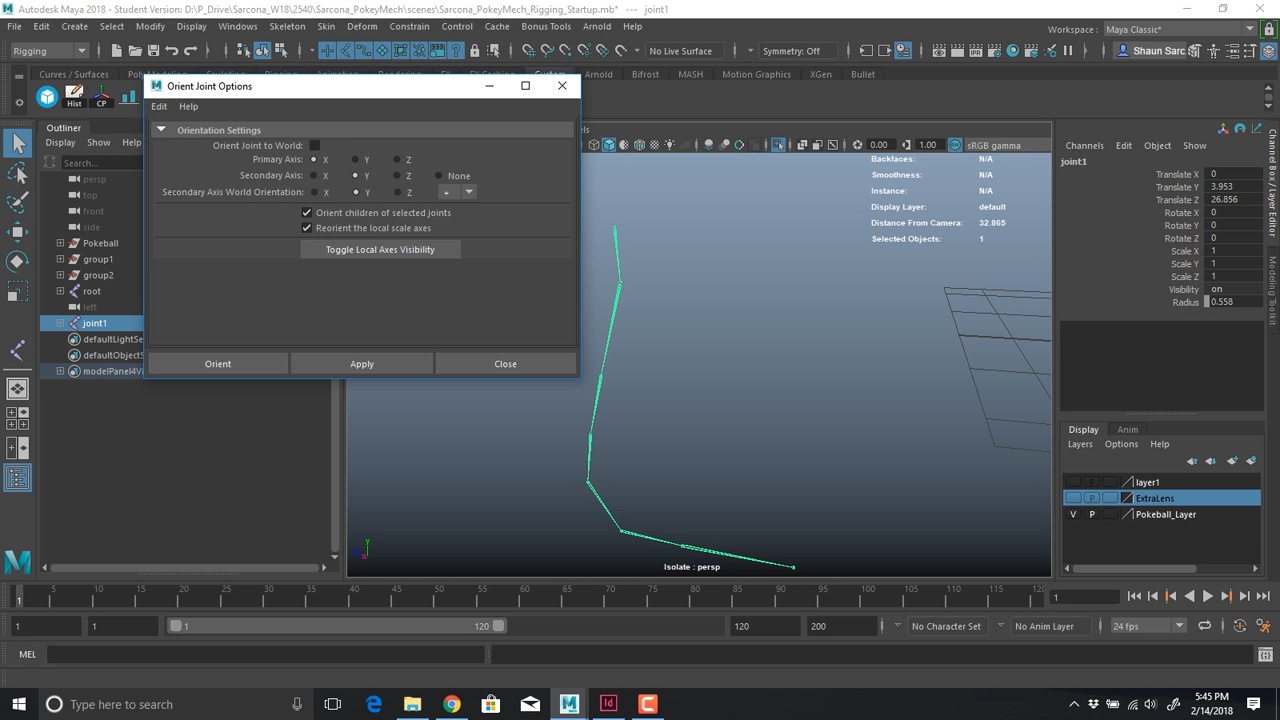 Autodesk Maya 2018 - Student Version: D:\P_Drive\Sarcona_W18\2540\Sarcona_PokeyMech\scenes\Sarcona_PokeyMech_Rigging_Startup.mb* --- joint1
File Edit Create Select Modify Display Windows Skeleton Skin Deform Constrain Control Cache Bonus Tools Arnold Help
Workspace : Maya Classic*
Rigging No Live Surface Symmetry: Off Shaun Sarc
Curves / Surfaces Custom Arnold Bifrost MASH Motion Graphics XGen Bullet
Hist CP
Orient Joint Options
Edit Help
Orientation Settings
Orient Joint to World:
Primary Axis: X Y Z
Secondary Axis: X Y Z None
Secondary Axis World Orientation: X Y Z +
Orient children of selected joints
Reorient the local scale axes
Toggle Local Axes Visibility
Orient Apply Close
Outliner
Display Show Help
Search...
persp
top
front
side
Pokeball
group1
group2
root
left
joint1
defaultLightSe
defaultObjectS
modelPanel4Vi
els
0.00 1.00 sRGB gamma
Backfaces: N/A
Smoothness: N/A
Instance: N/A
Display Layer: default
Distance From Camera: 32.865
Selected Objects: 1
y
Isolate : persp
Channels Edit Object Show
joint1
Translate X 0
Translate Y 3.953
Translate Z 26.856
Rotate X 0
Rotate Y 0
Rotate Z 0
Scale X 1
Scale Y 1
Scale Z 1
Visibility on
Radius 0.558
Channel Box / Layer Editor
Modeling Toolkit
Display Anim
Layers Options Help
P layer1
P ExtraLens
V P Pokeball_Layer
1 5 10 15 20 25 30 35 40 45 50 55 60 65 70 75 80 85 90 95 100 105 110 115 120 1
1 1 1 120 120 200 No Character Set No Anim Layer 24 fps
MEL
Type here to search
5:45 PM
2/14/2018